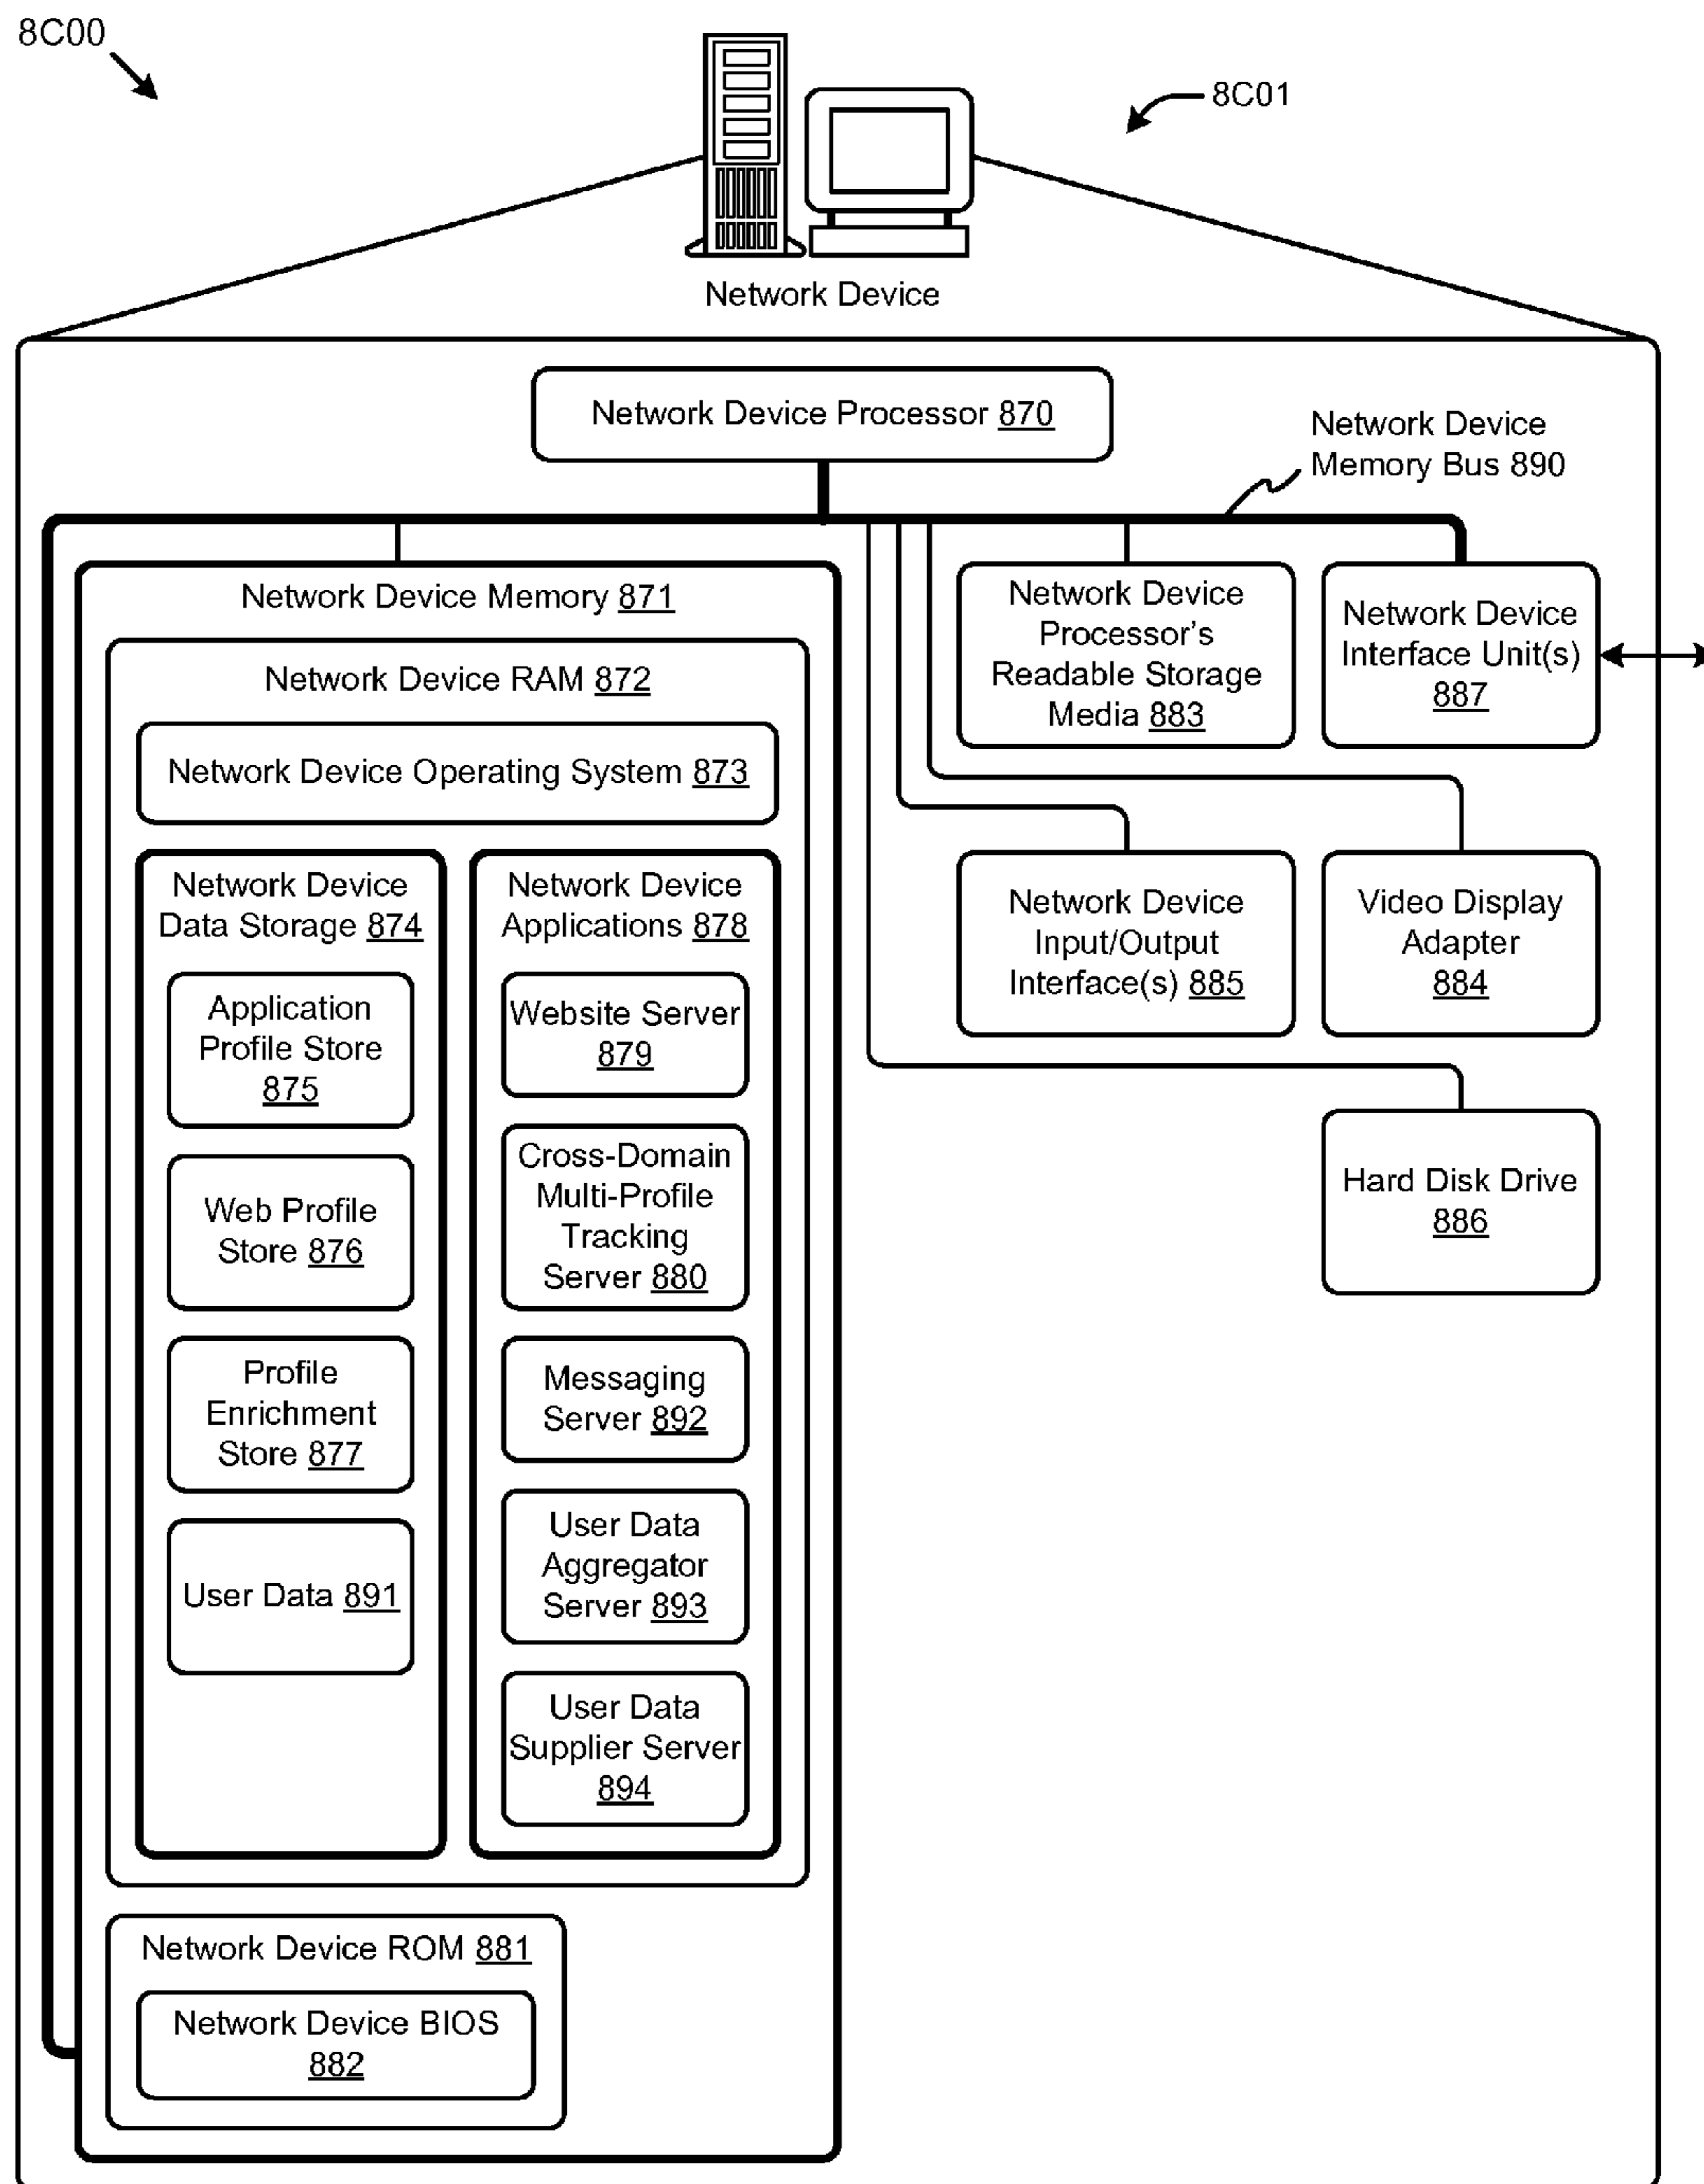 8C00
8C01
Network Device
Network Device Processor 870
Network Device
Memory Bus 890
Network Device Memory 871
Network Device RAM 872
Network Device Operating System 873
Network Device
Data Storage 874
Application
Profile Store
875
Web Profile
Store 876
Profile
Enrichment
Store 877
User Data 891
Network Device
Applications 878
Website Server
879
Cross-Domain
Multi-Profile
Tracking
Server 880
Messaging
Server 892
User Data
Aggregator
Server 893
User Data
Supplier Server
894
Network Device ROM 881
Network Device BIOS
882
Network Device
Processor’s
Readable Storage
Media 883
Network Device
Interface Unit(s)
887
Network Device
Input/Output
Interface(s) 885
Video Display
Adapter
884
Hard Disk Drive
886